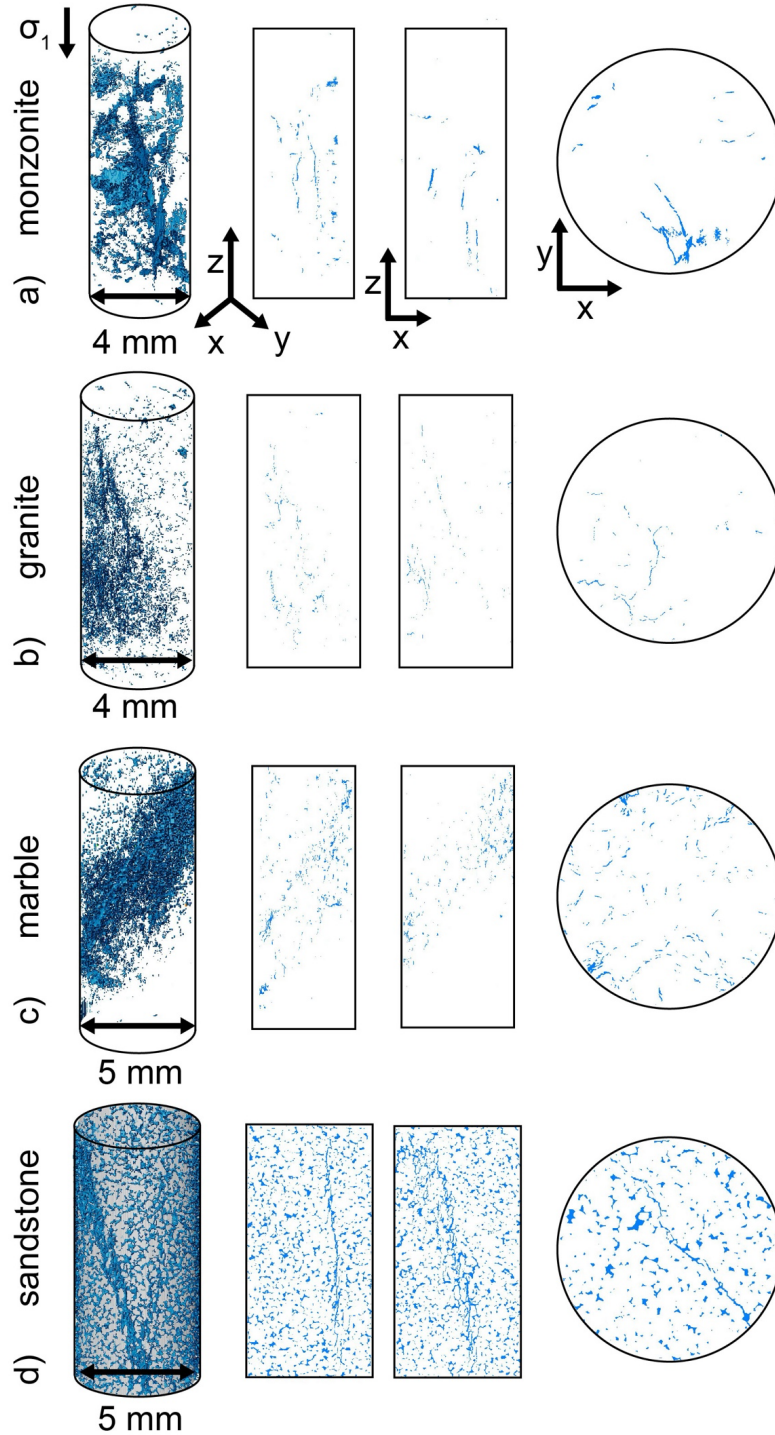 σ1
a) monzonite
4 mm
z
x
y
z
x
y
x
b) granite
4 mm
c) marble
5 mm
d) sandstone
5 mm